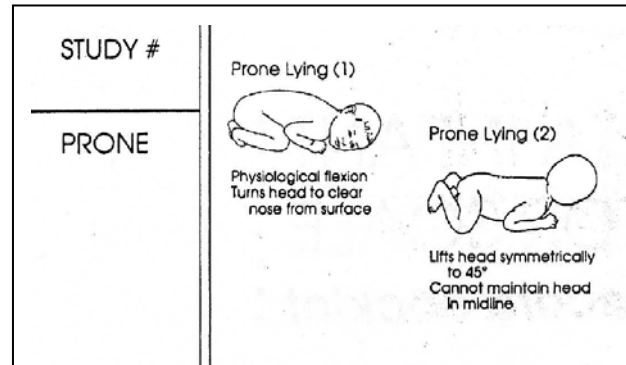 STUDY #
PRONE
Prone Lying (1)
Physiological flexion
Turns head to clear
nose from surface
Prone Lying (2)
Lifts head symmetrically
to 45°
Cannot maintain head
in midline